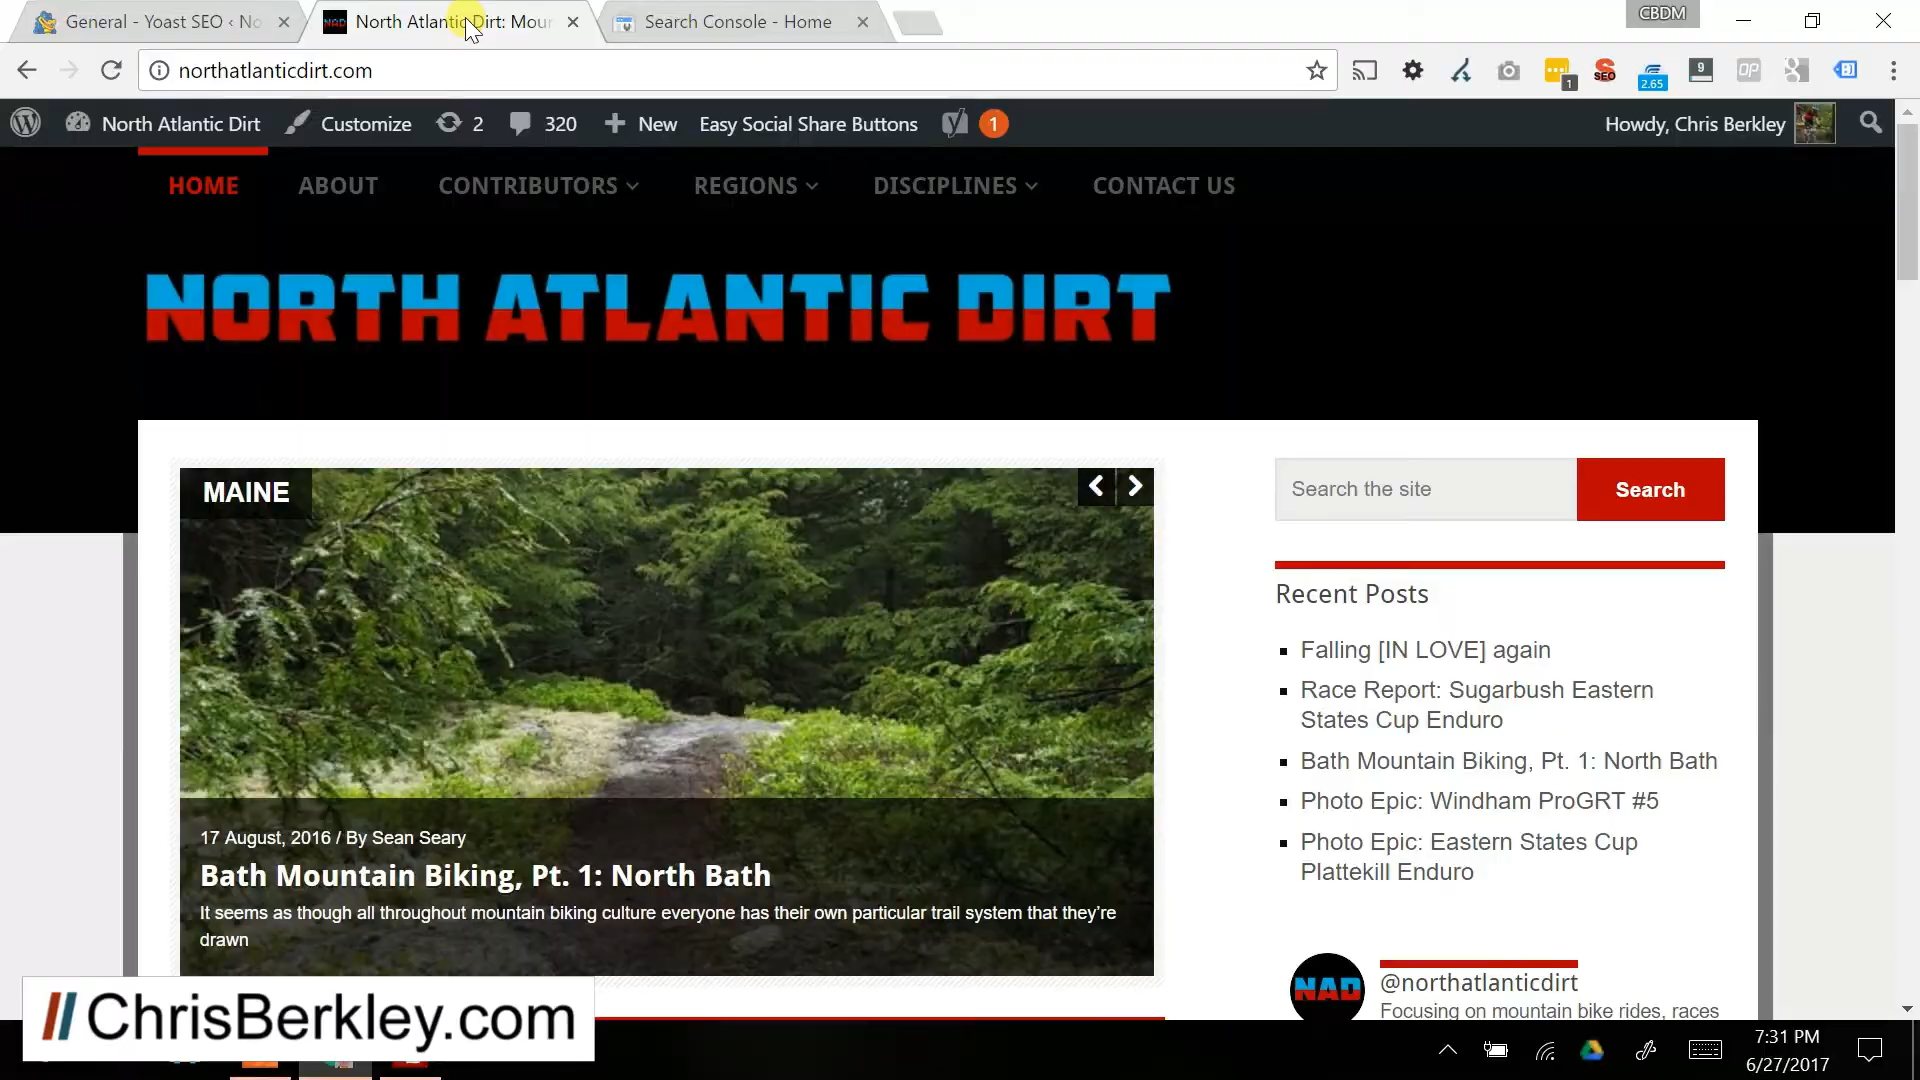 General - Yoast SEO ‹ No
North Atlantic Dirt: Mour
Search Console - Home
CBDM
northatlanticdirt.com
1
SEO
2.65
9
OP
North Atlantic Dirt
Customize
2
320
New
Easy Social Share Buttons
1
Howdy, Chris Berkley
HOME
ABOUT
CONTRIBUTORS
REGIONS
DISCIPLINES
CONTACT US
NORTH ATLANTIC DIRT
MAINE
17 August, 2016 / By Sean Seary
Bath Mountain Biking, Pt. 1: North Bath
It seems as though all throughout mountain biking culture everyone has their own particular trail system that they’re
drawn
Search the site
Search
Recent Posts
Falling [IN LOVE] again
Race Report: Sugarbush Eastern
States Cup Enduro
Bath Mountain Biking, Pt. 1: North Bath
Photo Epic: Windham ProGRT #5
Photo Epic: Eastern States Cup
Plattekill Enduro
NAD
@northatlanticdirt
Focusing on mountain bike rides, races
//ChrisBerkley.com
7:31 PM
6/27/2017